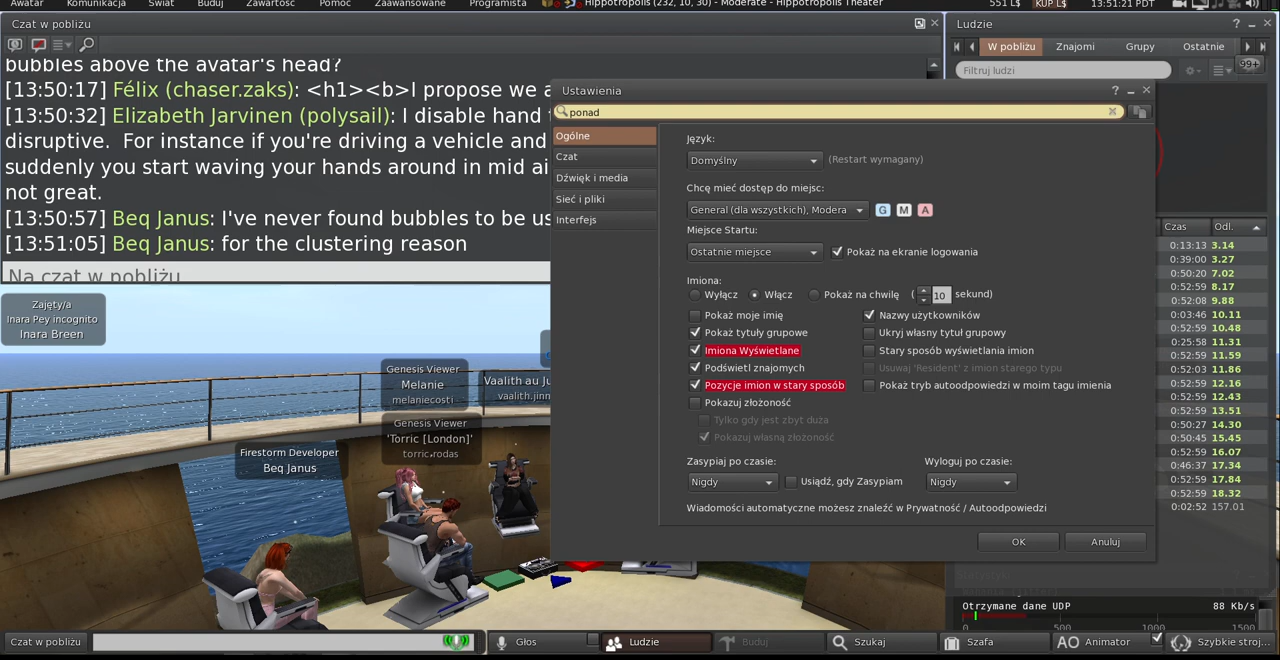 Awatar Komunikacja Świat Buduj Zawartość Pomoc Zaawansowane Programista Hippotropolis (232, 10, 30) - Moderate - Hippotropolis Theater 551 L$ KUP L$ 13:51:21 PDT
Czat w pobliżu
bubbles above the avatar's head?
[13:50:17] Félix (chaser.zaks): <h1><b>I propose we a
[13:50:32] Elizabeth Jarvinen (polysail): I disable hand
disruptive. For instance if you're driving a vehicle and
suddenly you start waving your hands around in mid ai
not great.
[13:50:57] Beq Janus: I've never found bubbles to be us
[13:51:05] Beq Janus: for the clustering reason
Na czat w pobliżu
Zajęty/a
Inara Pey incognito
Inara Breen
Genesis Viewer
Melanie
melaniecosti
Vaalith au Ju
vaalith.jinn
Genesis Viewer
'Torric [London]'
torric.rodas
Firestorm Developer
Beq Janus
Ustawienia
ponad
Ogólne
Czat
Dźwięk i media
Sieć i pliki
Interfejs
Język:
Domyślny (Restart wymagany)
Chcę mieć dostęp do miejsc:
General (dla wszystkich), Modera G M A
Miejsce Startu:
Ostatnie miejsce Pokaż na ekranie logowania
Imiona:
Wyłącz Włącz Pokaż na chwilę ( 10 sekund)
Pokaż moje imię Nazwy użytkowników
Pokaż tytuły grupowe Ukryj własny tytuł grupowy
Imiona Wyświetlane Stary sposób wyświetlania imion
Podświetl znajomych Usuwaj 'Resident' z imion starego typu
Pozycje imion w stary sposób Pokaż tryb autoodpowiedzi w moim tagu imienia
Pokazuj złożoność
Tylko gdy jest zbyt duża
Pokazuj własną złożoność
Zasypiaj po czasie: Wyloguj po czasie:
Nigdy Usiądź, gdy Zasypiam Nigdy
Wiadomości automatyczne możesz znaleźć w Prywatność / Autoodpowiedzi
OK Anuluj
Ludzie
W pobliżu Znajomi Grupy Ostatnie
Filtruj ludzi 99+
Czas Odl.
0:13:13 3.14
0:39:00 3.27
0:50:20 7.02
0:52:59 8.17
0:52:08 9.88
0:03:46 10.11
0:52:59 10.48
0:25:58 11.31
0:52:59 11.59
0:52:03 11.86
0:52:59 12.16
0:52:59 12.43
0:52:59 13.51
0:50:27 14.30
0:50:45 15.45
0:52:59 16.07
0:46:37 17.34
0:52:59 17.84
0:52:59 18.32
0:02:52 157.01
Otrzymane dane UDP 88 Kb/s
0 500 1000 1500
Czat w pobliżu Głos Ludzie Buduj Szukaj Szafa AO Animator Szybkie stroj...